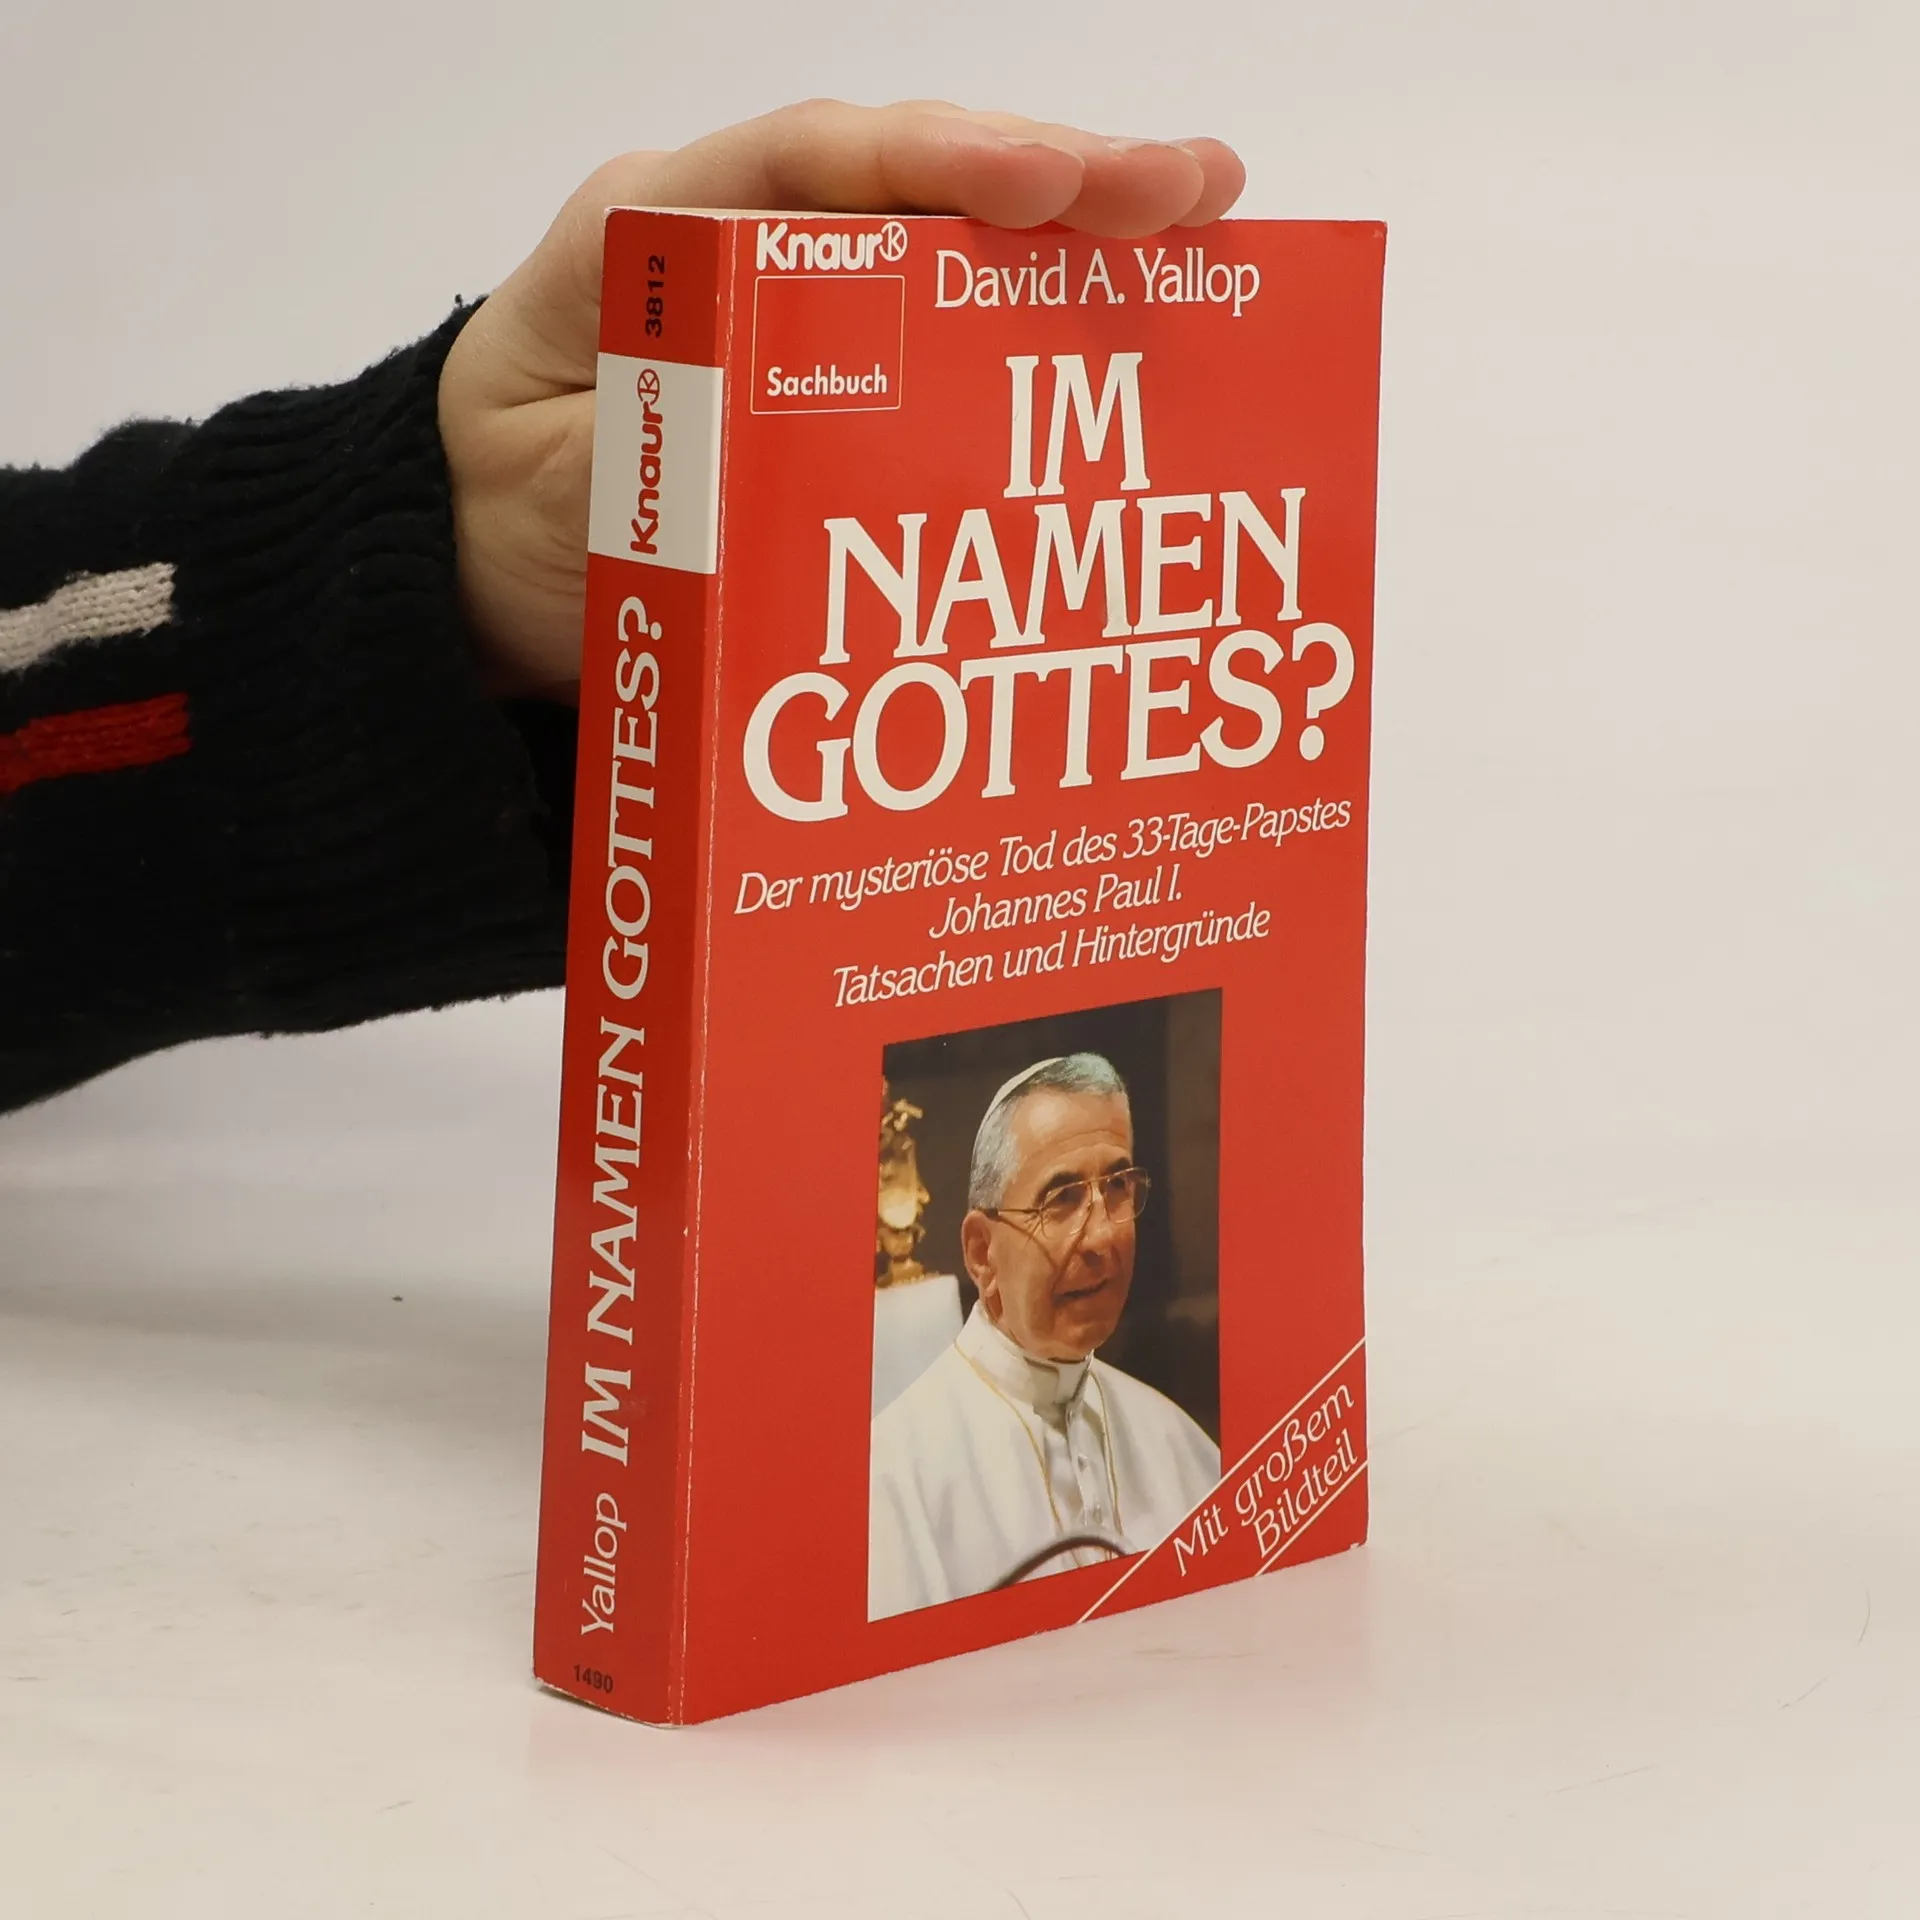 Knaur
Sachbuch
David A. Yallop
IM
NAMEN
GOTTES?
Der mysteriöse Tod des 33-Tage-Papstes
Johannes Paul I.
Tatsachen und Hintergründe
Mit großem
Bildteil
3812
Knaur
Yallop IM NAMEN GOTTES?
1490